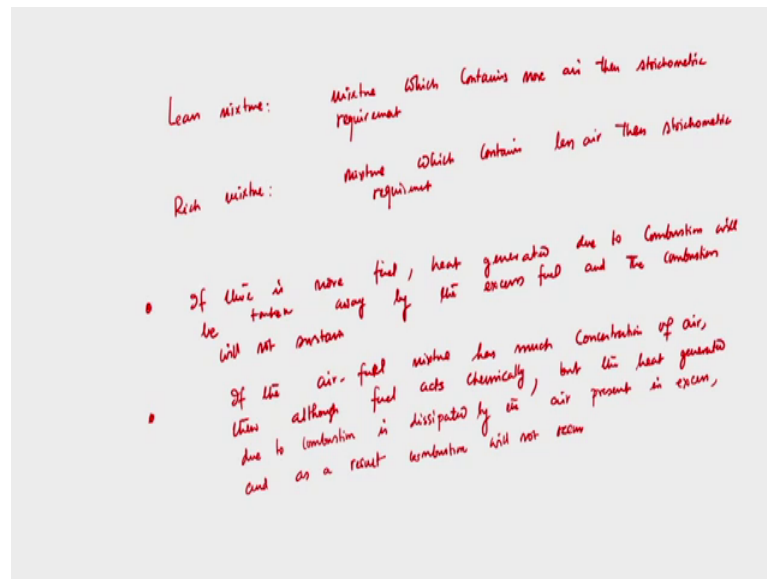 Lean mixture: mixture which contains more air then stoichometric
requirement
Rich mixture: mixture which contain less air then stoichometric
requirement
• If there is more fuel, heat generated due to combustion will
be taken away by the excess fuel and the combustion
will not sustain
• If the air-fuel mixture has much concentration of air,
then although fuel acts chemically, but the heat generated
due to combustion is dissipated by the air present in excess,
and as a result combustion will not occur